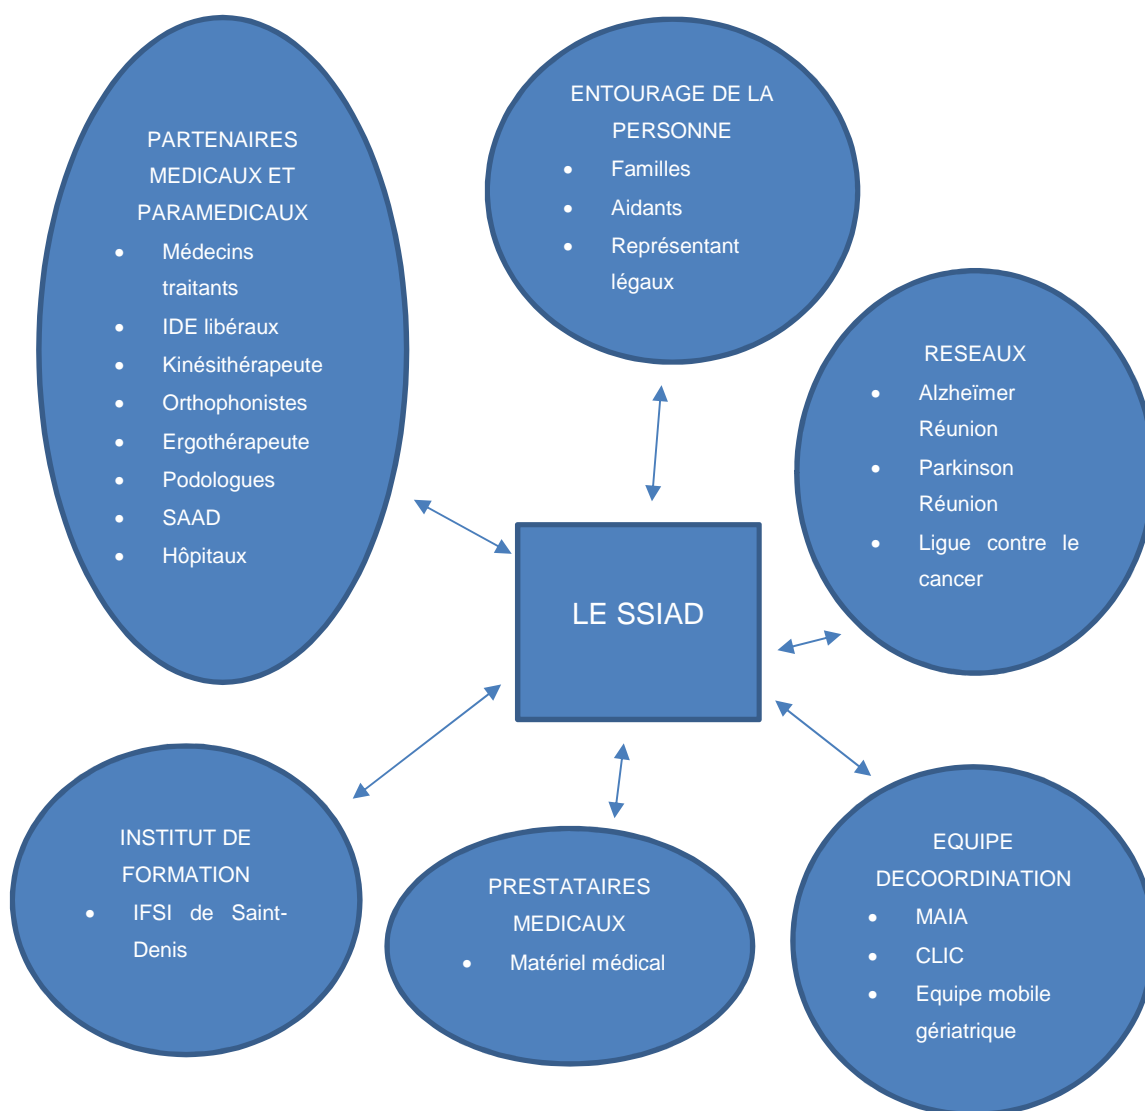 PARTENAIRES
MEDICAUX ET
PARAMEDICAUX
• Médecins
traitants
• IDE libéraux
• Kinésithérapeute
• Orthophonistes
• Ergothérapeute
• Podologues
• SAAD
• Hôpitaux
ENTOURAGE DE LA
PERSONNE
• Familles
• Aidants
• Représentant
légaux
RESEAUX
• Alzheïmer
Réunion
• Parkinson
Réunion
• Ligue contre le
cancer
LE SSIAD
INSTITUT DE
FORMATION
• IFSI de Saint-
Denis
PRESTATAIRES
MEDICAUX
• Matériel médical
EQUIPE
DECOORDINATION
• MAIA
• CLIC
• Equipe mobile
gériatrique